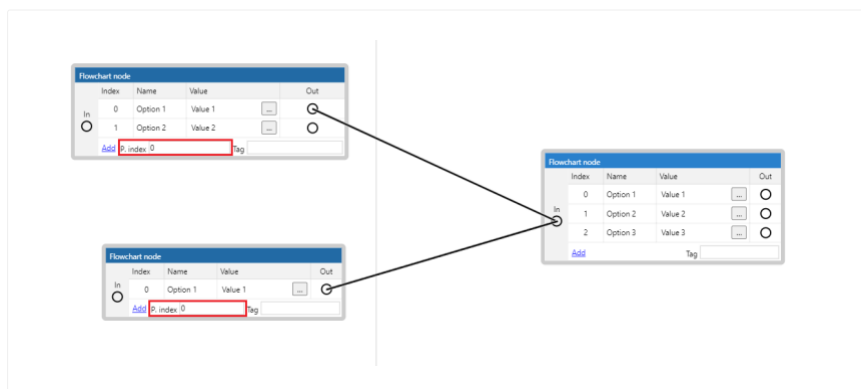 Flowchart node
Index Name Value Out
In
0 Option 1 Value 1 ...
1 Option 2 Value 2 ...
Add P. index 0 Tag
Flowchart node
Index Name Value Out
In
0 Option 1 Value 1 ...
Add P. index 0 Tag
Flowchart node
Index Name Value Out
0 Option 1 Value 1 ...
In
1 Option 2 Value 2 ...
2 Option 3 Value 3 ...
Add Tag